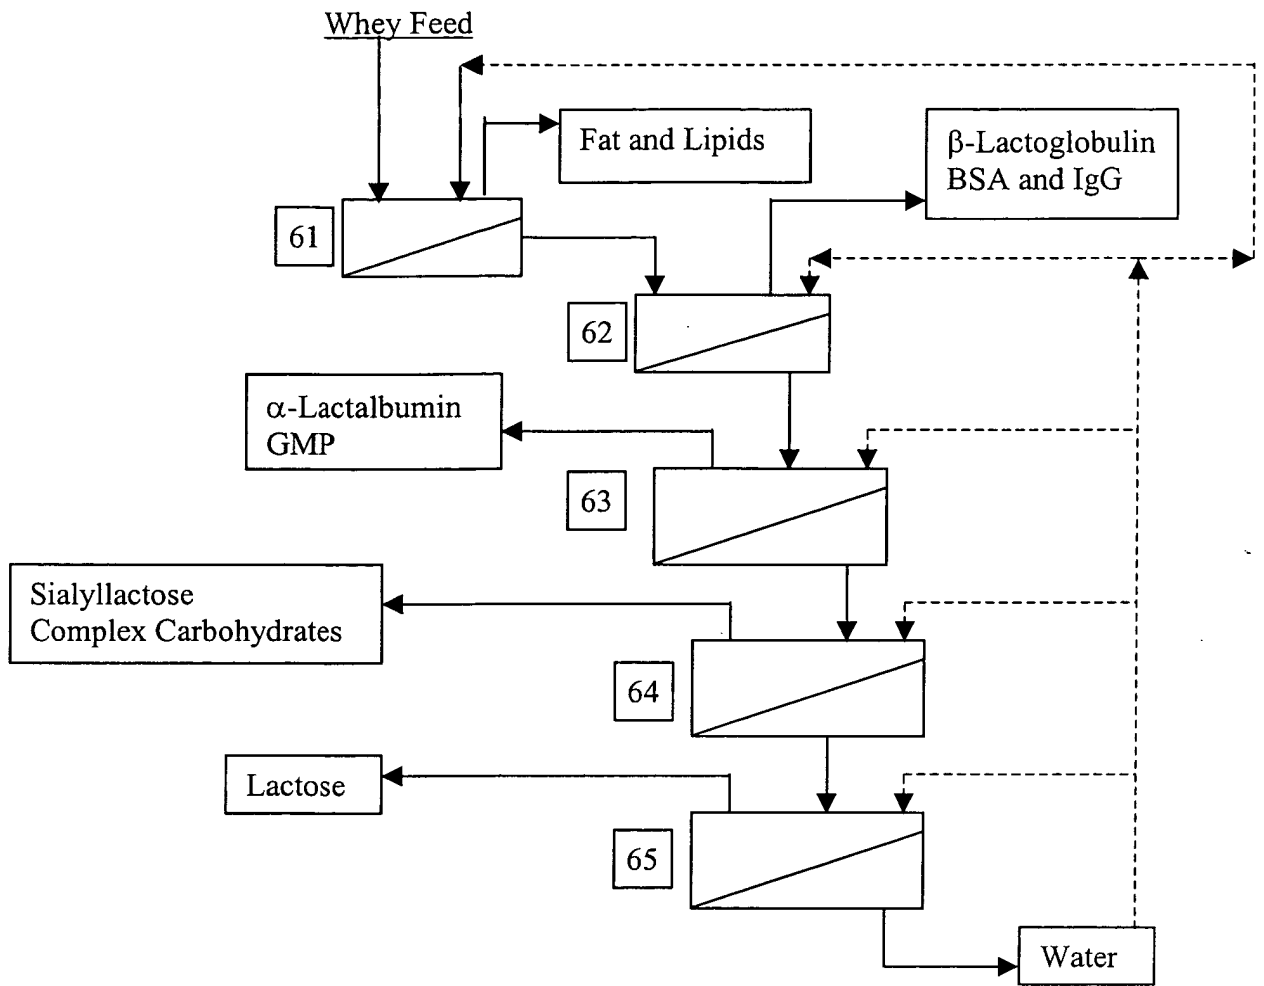 Whey Feed
Fat and Lipids
β-Lactoglobulin
BSA and IgG
61
62
α-Lactalbumin
GMP
63
Sialyllactose
Complex Carbohydrates
64
Lactose
65
Water